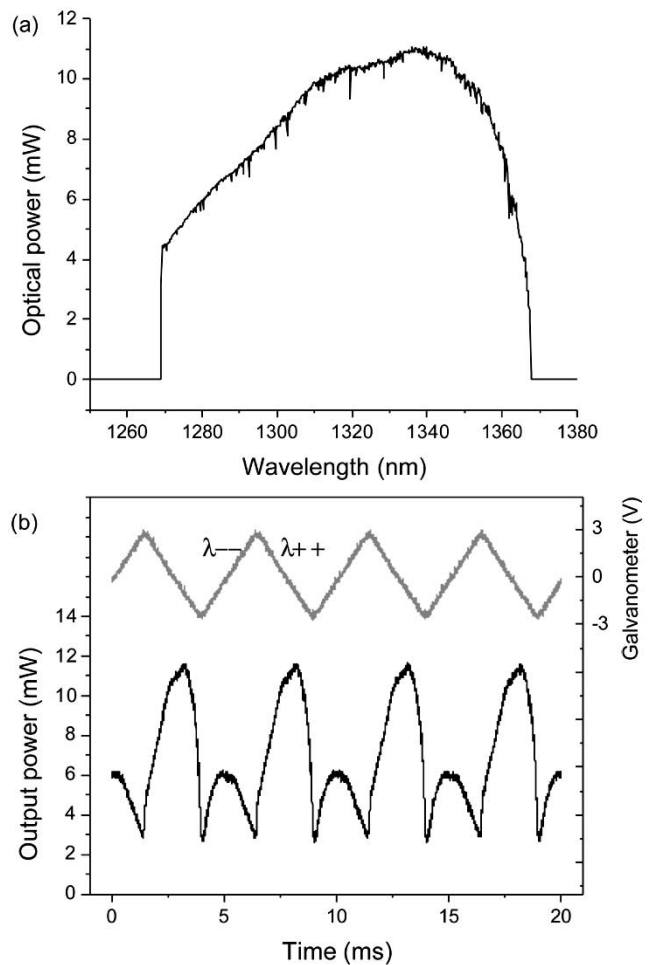 (a)
12
10
8
6
4
2
0
Optical power (mW)
1260 1280 1300 1320 1340 1360 1380
Wavelength (nm)
(b)
λ−− λ++
3
0
-3
Galvanometer (V)
14
12
10
8
6
4
2
0
Output power (mW)
0 5 10 15 20
Time (ms)